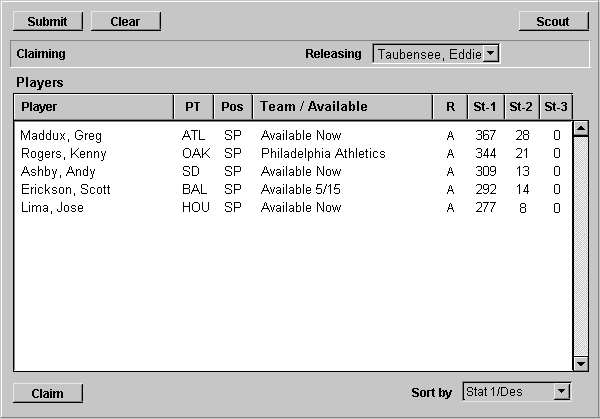 Submit Clear Scout
Claiming Releasing Taubensee, Eddie
Players
Player PT Pos Team / Available R St-1 St-2 St-3
Maddux, Greg ATL SP Available Now A 367 28 0
Rogers, Kenny OAK SP Philadelphia Athletics A 344 21 0
Ashby, Andy SD SP Available Now A 309 13 0
Erickson, Scott BAL SP Available 5/15 A 292 14 0
Lima, Jose HOU SP Available Now A 277 8 0
Claim Sort by Stat 1/Des